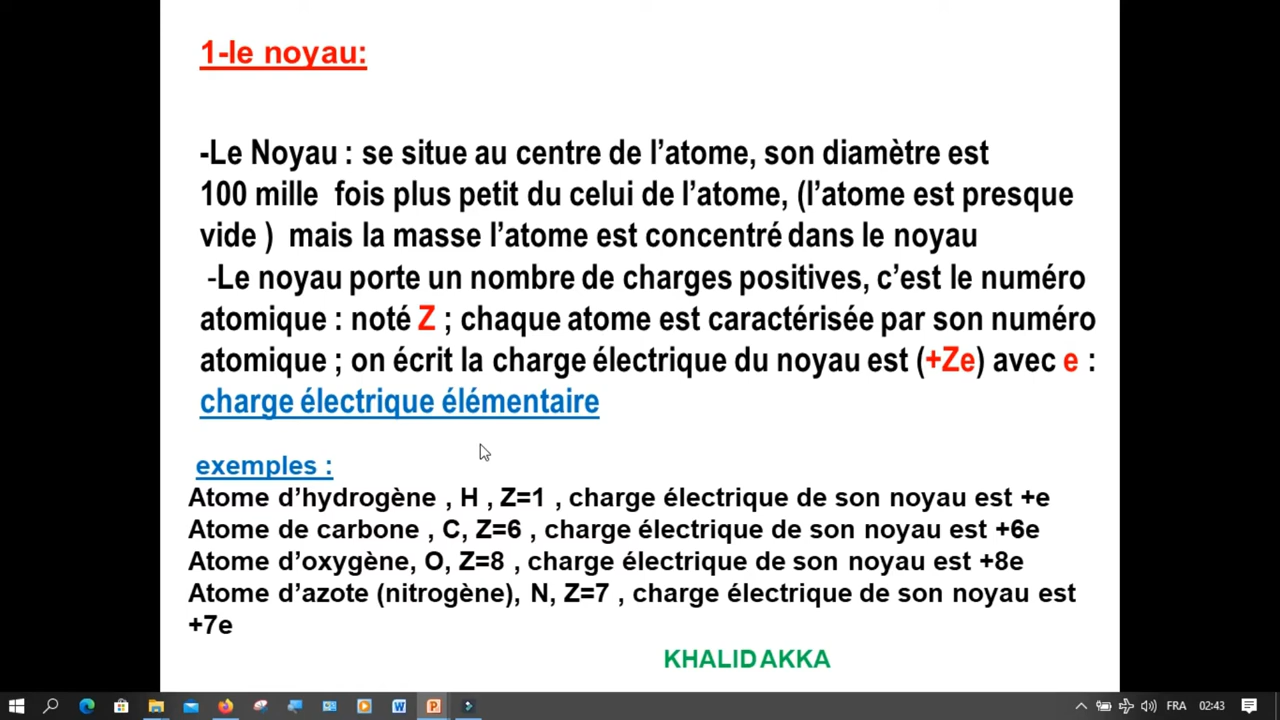 1-le noyau:
-Le Noyau : se situe au centre de l’atome, son diamètre est
100 mille fois plus petit du celui de l’atome, (l’atome est presque
vide ) mais la masse l’atome est concentré dans le noyau
-Le noyau porte un nombre de charges positives, c’est le numéro
atomique : noté Z ; chaque atome est caractérisée par son numéro
atomique ; on écrit la charge électrique du noyau est (+Ze) avec e :
charge électrique élémentaire
exemples :
Atome d’hydrogène , H , Z=1 , charge électrique de son noyau est +e
Atome de carbone , C, Z=6 , charge électrique de son noyau est +6e
Atome d’oxygène, O, Z=8 , charge électrique de son noyau est +8e
Atome d’azote (nitrogène), N, Z=7 , charge électrique de son noyau est
+7e
KHALID AKKA
FRA 02:43